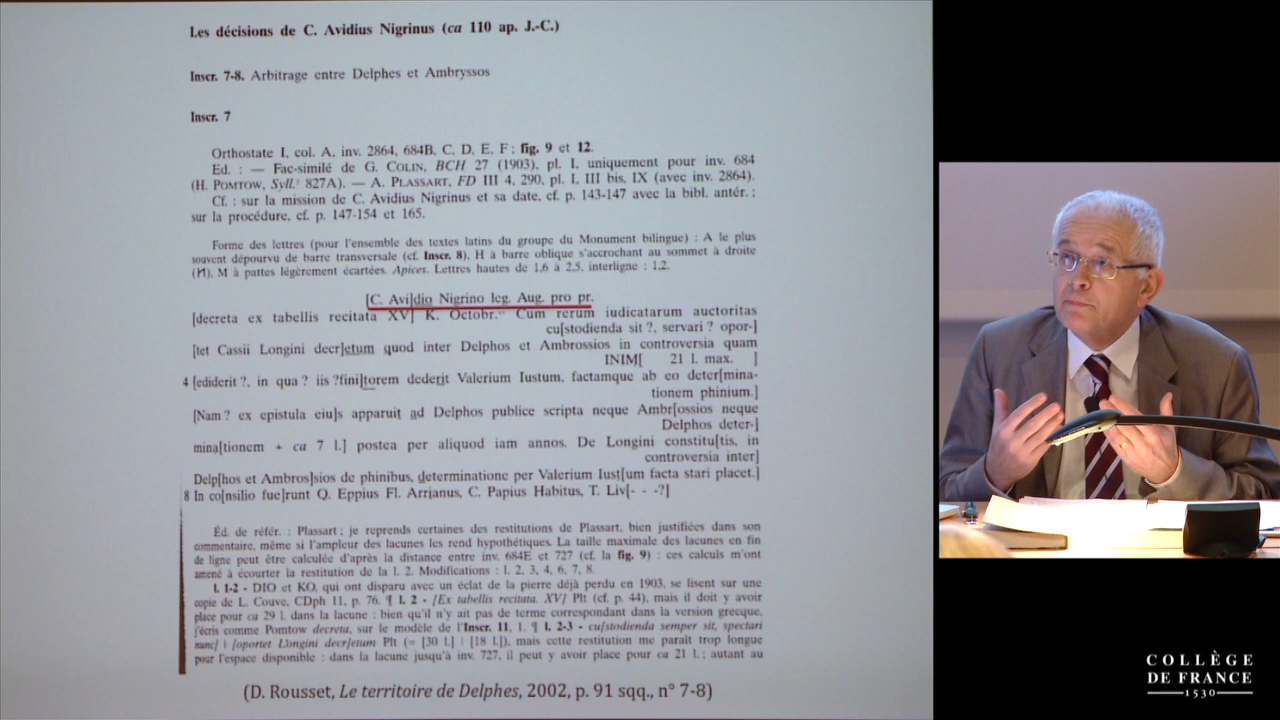 Les décisions de C. Avidius Nigrinus (ca 110 ap. J.-C.)
Inscr. 7-8. Arbitrage entre Delphes et Ambryssos
Inscr. 7
Orthostate I, col. A, inv. 2864, 684B, C, D, E, F ; fig. 9 et 12.
Ed. : — Fac-similé de G. COLIN, BCH 27 (1903), pl. I, uniquement pour inv. 684
(H. POMTOW, Syll.³ 827A). — A. PLASSART, FD III 4, 290, pl. I, III bis, IX (avec inv. 2864).
Cf. : sur la mission de C. Avidius Nigrinus et sa date, cf. p. 143-147 avec la bibl. antér. ;
sur la procédure, cf. p. 147-154 et 165.
Forme des lettres (pour l'ensemble des textes latins du groupe du Monument bilingue) : A le plus
souvent dépourvu de barre transversale (cf. Inscr. 8), H à barre oblique s'accrochant au sommet à droite
M à pattes légèrement écartées. Apices. Lettres hautes de 1,6 à 2,5, interligne : 1,2.
[C. Avi]dio Nigrino leg. Aug. pro pr.
[decreta ex tabellis recitata XV] K. Octobr. Cum rerum iudicatarum auctoritas
cu[stodienda sit ?, servari ? opor-]
[tet Cassii Longini decr]etum quod inter Delphos et Ambrossios in controversia quam
INIM[ 21 l. max. ]
4 [ediderit ?, in qua ? iis ?fini]torem dederit Valerium Iustum, factamque ab eo deter[mina-
tionem phinium.]
[Nam ? ex epistula eiu]s apparuit ad Delphos publice scripta neque Ambr[ossios neque
Delphos deter-]
mina[tionem + ca 7 l.] postea per aliquod iam annos. De Longini constitu[tis, in
controversia inter]
Delp[hos et Ambros]sios de phinibus, determinatione per Valerium Iust[um facta stari placet.]
8 In co[nsilio fue]runt Q. Eppius Fl. Arrianus, C. Papius Habitus, T. Liv[- - -?]
Éd. de référ. : Plassart ; je reprends certaines des restitutions de Plassart, bien justifiées dans son
commentaire, même si l'ampleur des lacunes les rend hypothétiques. La taille maximale des lacunes en fin
de ligne peut être calculée d'après la distance entre inv. 684E et 727 (cf. la fig. 9) : ces calculs m'ont
amené à écourter la restitution de la l. 2. Modifications : l. 2, 3, 4, 6, 7, 8.
l. 1-2 - DIO et KO, qui ont disparu avec un éclat de la pierre déjà perdu en 1903, se lisent sur une
copie de L. Couve, CDph 11, p. 76. ¶ l. 2 - [Ex tabellis recitata. XV] Plt (cf. p. 44), mais il doit y avoir
place pour ca 29 l. dans la lacune : bien qu'il n'y ait pas de terme correspondant dans la version grecque,
j'écris comme Pomtow decreta, sur le modèle de l'Inscr. 11, l. ¶ l. 2-3 - cu[stodienda semper sit, spectari
nunc] | [oportet Longini decr]etum Plt (= [30 l.] | [18 l.]), mais cette restitution me paraît trop longue
pour l'espace disponible : dans la lacune jusqu'à inv. 727, il peut y avoir place pour ca 21 l. ; autant au
(D. Rousset, Le territoire de Delphes, 2002, p. 91 sqq., n° 7-8)
COLLÈGE
DE FRANCE
1530